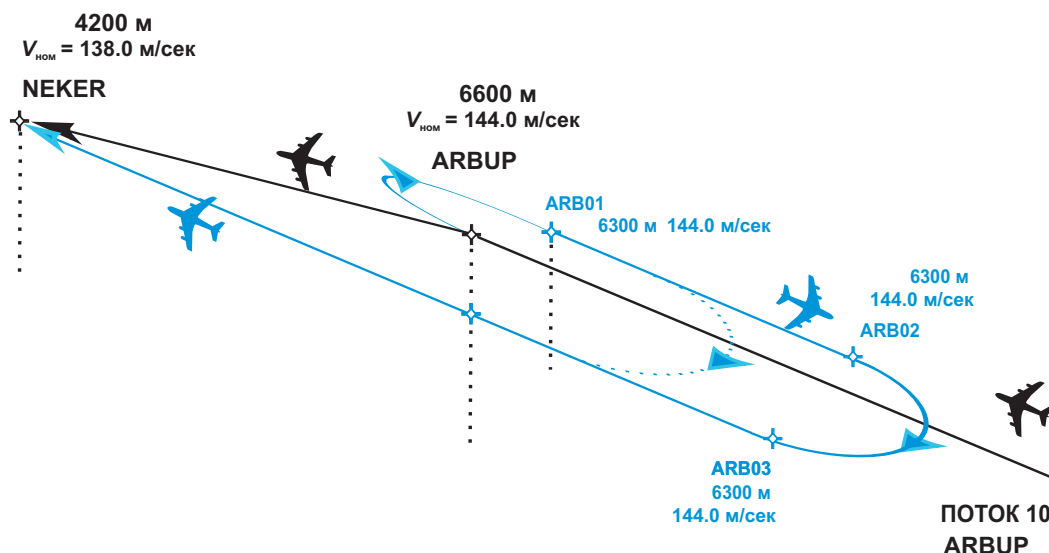 4200 м
Vном = 138.0 м/сек
NEKER
6600 м
Vном = 144.0 м/сек
ARBUP
ARB01
6300 м 144.0 м/сек
6300 м
144.0 м/сек
ARB02
ARB03
6300 м
144.0 м/сек
ПОТОК 10
ARBUP